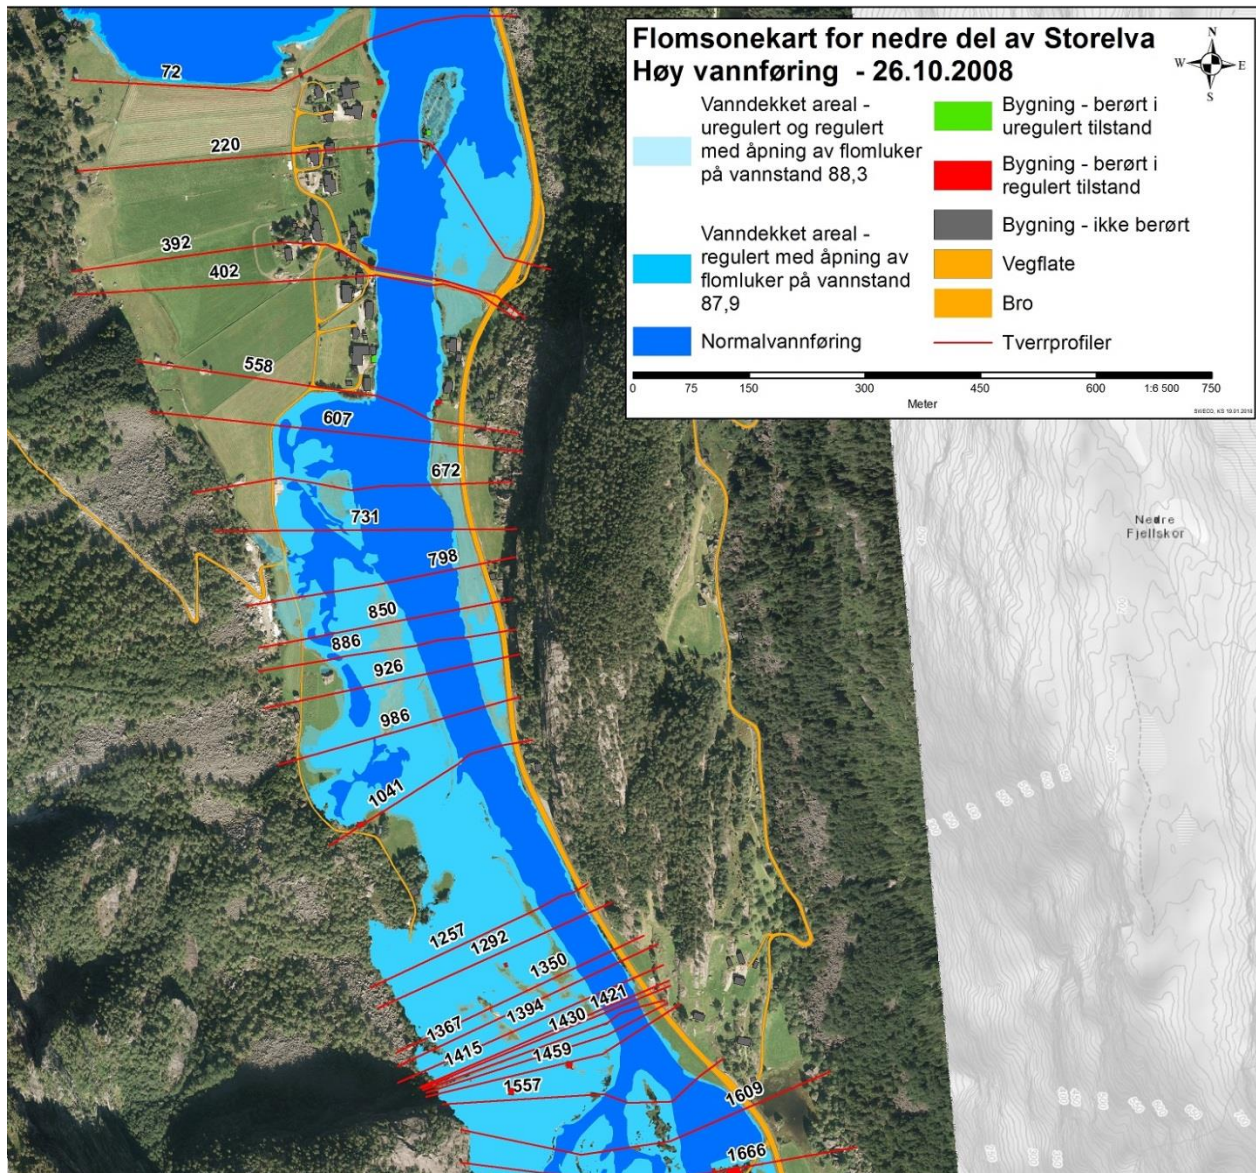 Flomsonekart for nedre del av Storelva
Høy vannføring - 26.10.2008
N
W
E
S
Vanndekket areal -
uregulert og regulert
med åpning av flomluker
på vannstand 88,3
Vanndekket areal -
regulert med åpning av
flomluker på vannstand
87,9
Normalvannføring
Bygning - berørt i
uregulert tilstand
Bygning - berørt i
regulert tilstand
Bygning - ikke berørt
Vegflate
Bro
Tverrprofiler
0 75 150 300 450 600 1:6 500 750
Meter
72
220
392
402
558
607
672
731
798
850
886
926
986
1041
1257
1292
1350
1367
1394
1421
1430
1415
1459
1557
1609
1666
Nedre
Fjellskor